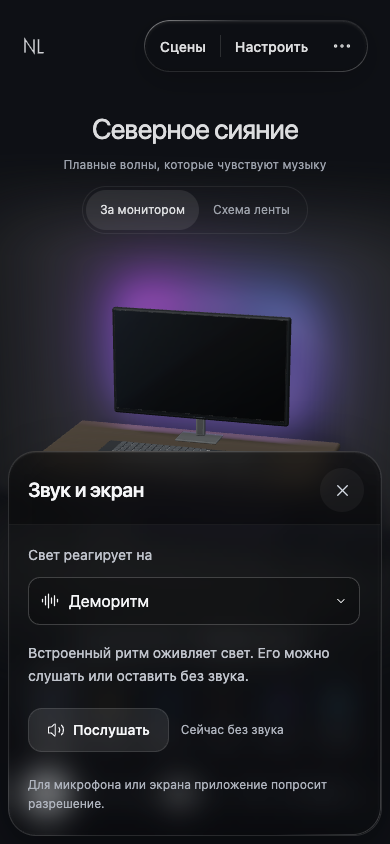 NL
Сцены
Настроить
Северное сияние
Плавные волны, которые чувствуют музыку
За монитором
Схема ленты
Звук и экран
Свет реагирует на
Деморитм
Встроенный ритм оживляет свет. Его можно
слушать или оставить без звука.
Послушать
Сейчас без звука
Для микрофона или экрана приложение попросит
разрешение.